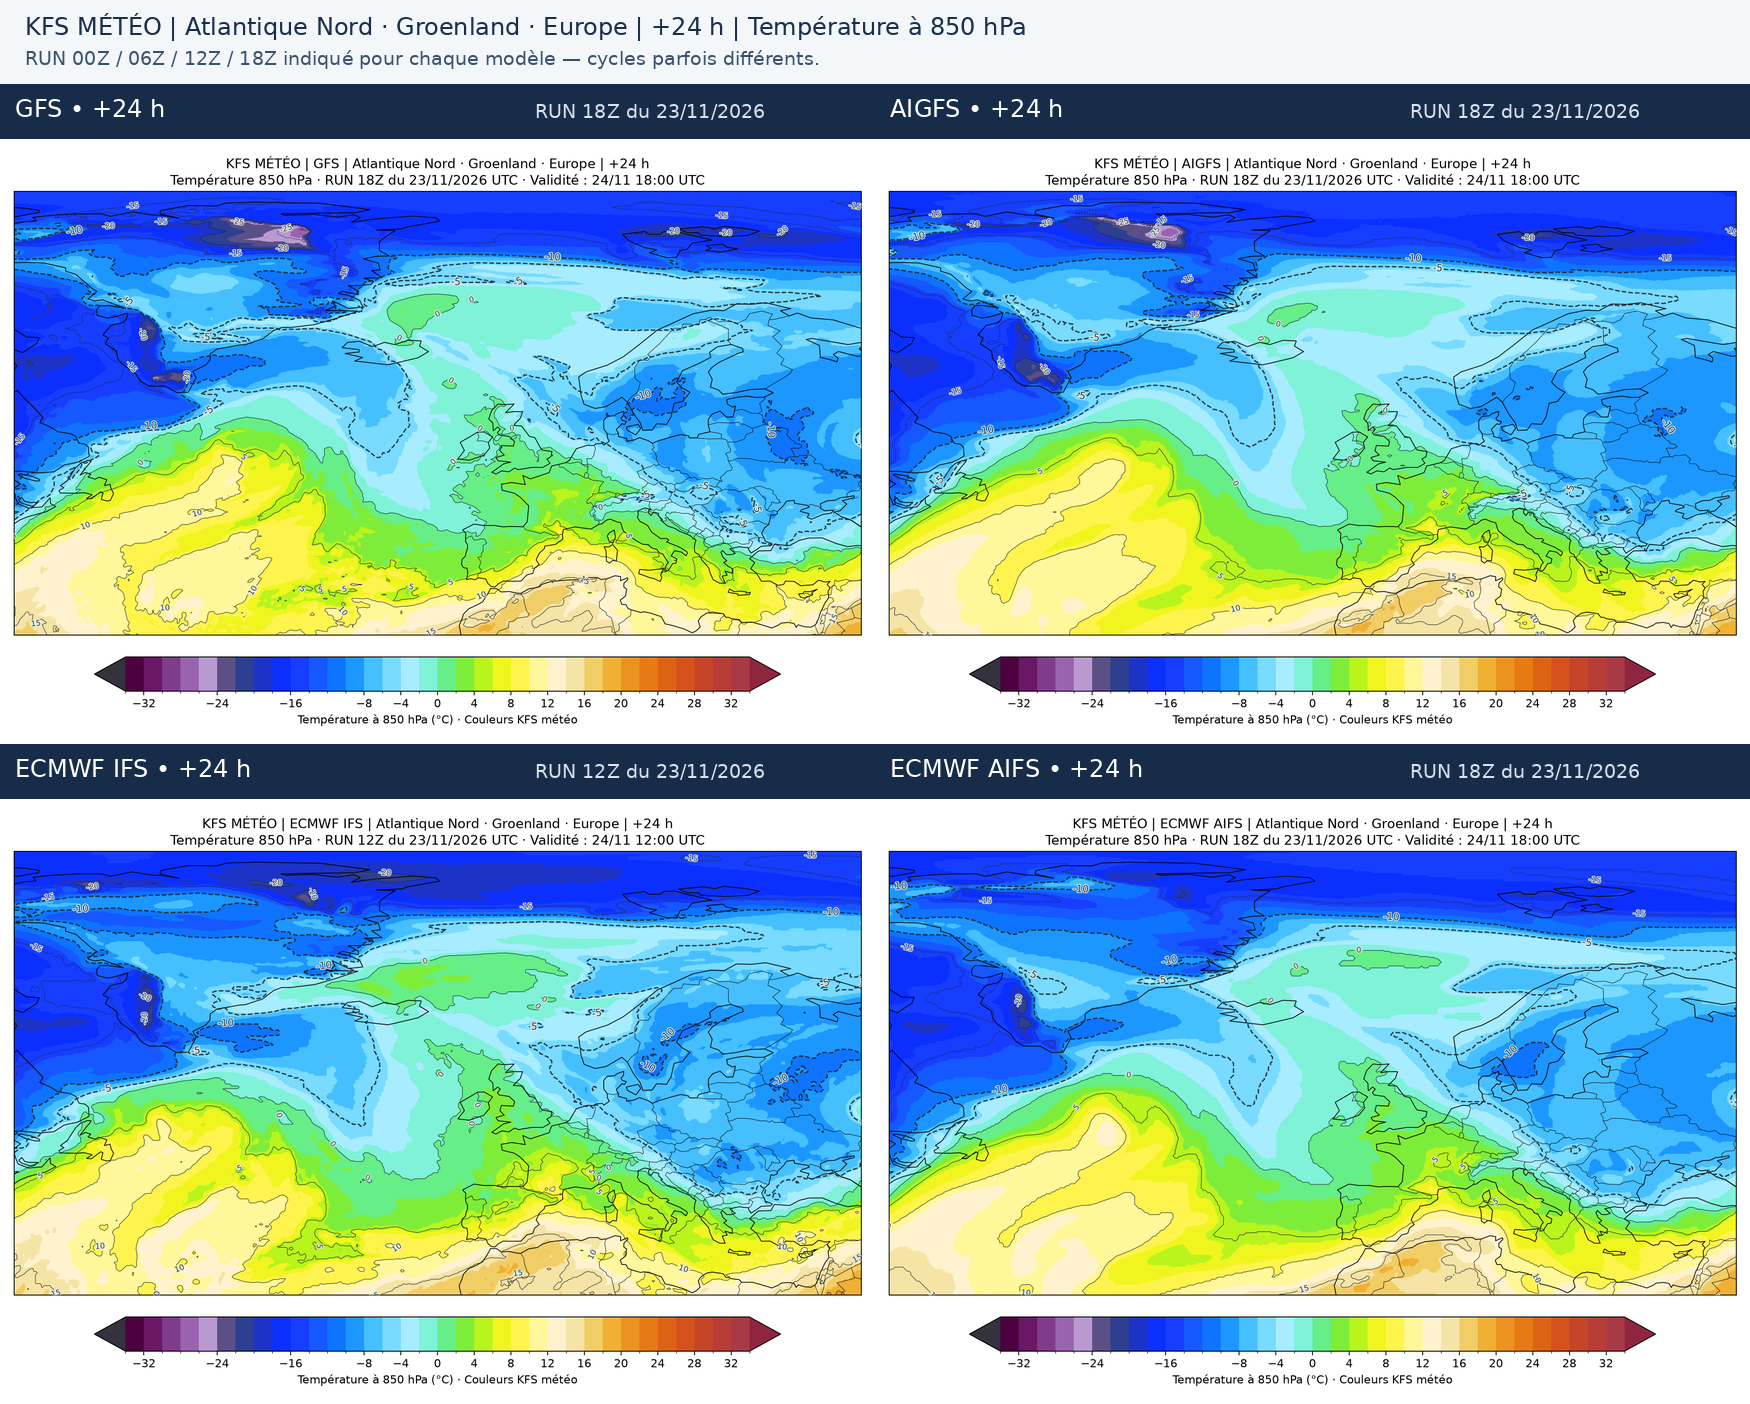 KFS MÉTÉO | Atlantique Nord · Groenland · Europe | +24 h | Température à 850 hPa
RUN 00Z / 06Z / 12Z / 18Z indiqué pour chaque modèle — cycles parfois différents.
GFS • +24 h
RUN 18Z du 23/11/2026
AIGFS • +24 h
RUN 18Z du 23/11/2026
KFS MÉTÉO | GFS | Atlantique Nord · Groenland · Europe | +24 h
Température 850 hPa · RUN 18Z du 23/11/2026 UTC · Validité : 24/11 18:00 UTC
KFS MÉTÉO | AIGFS | Atlantique Nord · Groenland · Europe | +24 h
Température 850 hPa · RUN 18Z du 23/11/2026 UTC · Validité : 24/11 18:00 UTC
−32 −24 −16 −8 −4 0 4 8 12 16 20 24 28 32
Température à 850 hPa (°C) · Couleurs KFS météo
−32 −24 −16 −8 −4 0 4 8 12 16 20 24 28 32
Température à 850 hPa (°C) · Couleurs KFS météo
ECMWF IFS • +24 h
RUN 12Z du 23/11/2026
ECMWF AIFS • +24 h
RUN 18Z du 23/11/2026
KFS MÉTÉO | ECMWF IFS | Atlantique Nord · Groenland · Europe | +24 h
Température 850 hPa · RUN 12Z du 23/11/2026 UTC · Validité : 24/11 12:00 UTC
KFS MÉTÉO | ECMWF AIFS | Atlantique Nord · Groenland · Europe | +24 h
Température 850 hPa · RUN 18Z du 23/11/2026 UTC · Validité : 24/11 18:00 UTC
−32 −24 −16 −8 −4 0 4 8 12 16 20 24 28 32
Température à 850 hPa (°C) · Couleurs KFS météo
−32 −24 −16 −8 −4 0 4 8 12 16 20 24 28 32
Température à 850 hPa (°C) · Couleurs KFS météo